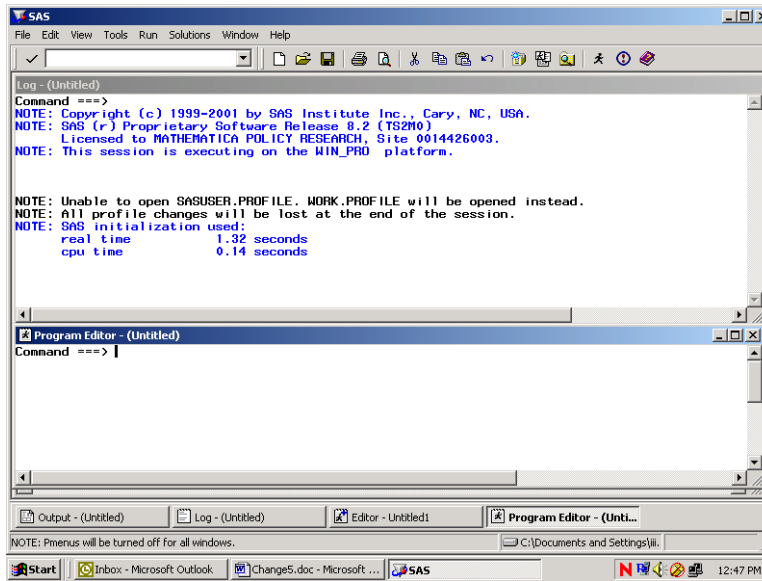 SAS
File Edit View Tools Run Solutions Window Help
Log - (Untitled)
Command ===>
NOTE: Copyright (c) 1999-2001 by SAS Institute Inc., Cary, NC, USA.
NOTE: SAS (r) Proprietary Software Release 8.2 (TS2M0)
Licensed to MATHEMATICA POLICY RESEARCH, Site 0014426003.
NOTE: This session is executing on the WIN_PRO platform.
NOTE: Unable to open SASUSER.PROFILE. WORK.PROFILE will be opened instead.
NOTE: All profile changes will be lost at the end of the session.
NOTE: SAS initialization used:
real time 1.32 seconds
cpu time 0.14 seconds
Program Editor - (Untitled)
Command ===>
Output - (Untitled) Log - (Untitled) Editor - Untitled1 Program Editor - (Unti...
NOTE: Pmenus will be turned off for all windows. C:\Documents and Settings\iii.
Start Inbox - Microsoft Outlook Change5.doc - Microsoft ... SAS N 12:47 PM